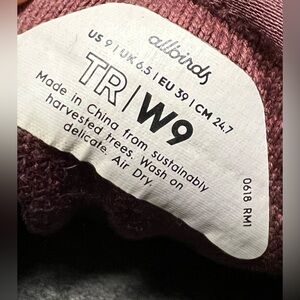 allbirds
US 9 | UK 6.5 | EU 39 | CM 24.7
TR | W9
Made in China from sustainably
harvested trees. Wash on
delicate. Air Dry.
0618 RM1